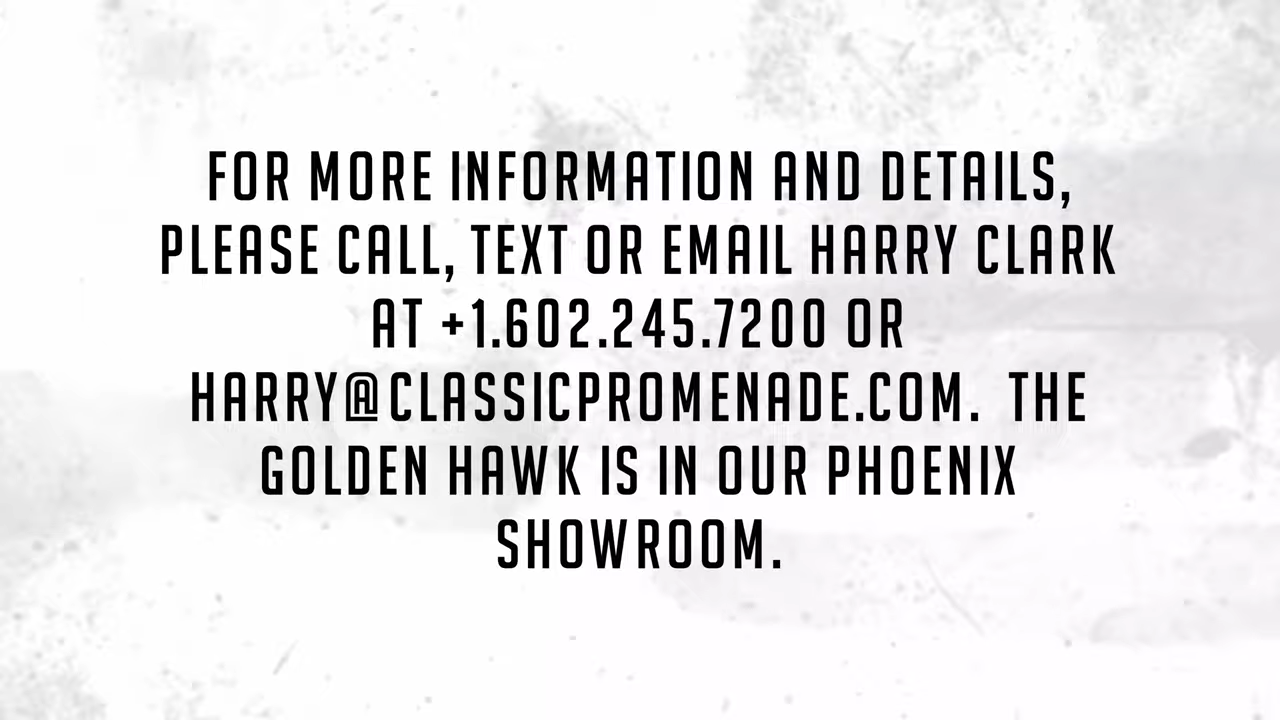 FOR MORE INFORMATION AND DETAILS,
PLEASE CALL, TEXT OR EMAIL HARRY CLARK
AT +1.602.245.7200 OR
HARRY@CLASSICPROMENADE.COM.  THE
GOLDEN HAWK IS IN OUR PHOENIX
SHOWROOM.